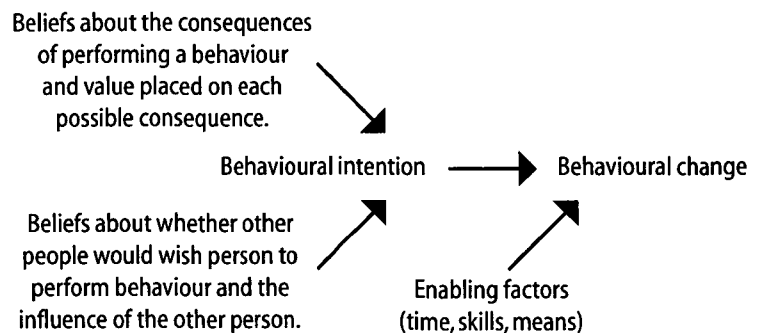 Beliefs about the consequences
of performing a behaviour
and value placed on each
possible consequence.
Behavioural intention
Behavioural change
Beliefs about whether other
people would wish person to
perform behaviour and the
influence of the other person.
Enabling factors
(time, skills, means)